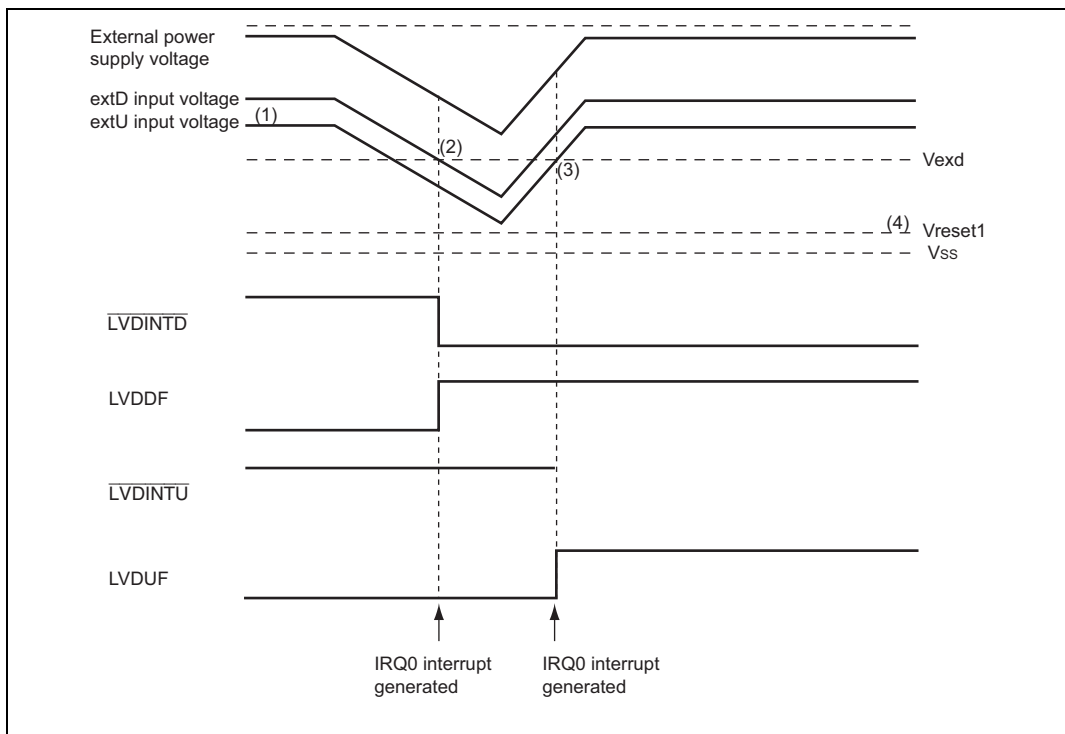 External power
supply voltage
extD input voltage
extU input voltage
(1)
(2)
(3)
Vexd
(4)
Vreset1
Vss
LVDINTD
LVDDF
LVDINTU
LVDUF
IRQ0 interrupt
generated
IRQ0 interrupt
generated